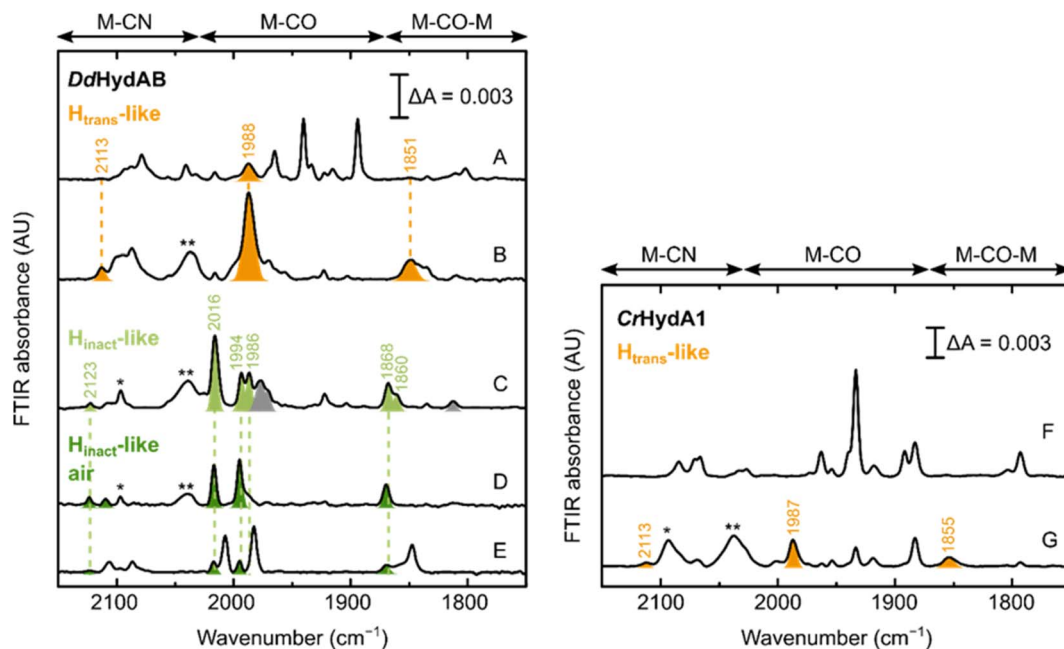 M-CN M-CO M-CO-M
DdHydAB
Htrans-like
ΔA = 0.003
2113
1988
1851
A
**
B
Hinact-like
2123
2016
1994
1986
1868
1860
*
**
C
Hinact-like
air
*
**
D
E
FTIR absorbance (AU)
2100 2000 1900 1800
Wavenumber (cm⁻¹)
M-CN M-CO M-CO-M
CrHydA1
Htrans-like
ΔA = 0.003
F
2113
*
**
1987
1855
G
FTIR absorbance (AU)
2100 2000 1900 1800
Wavenumber (cm⁻¹)